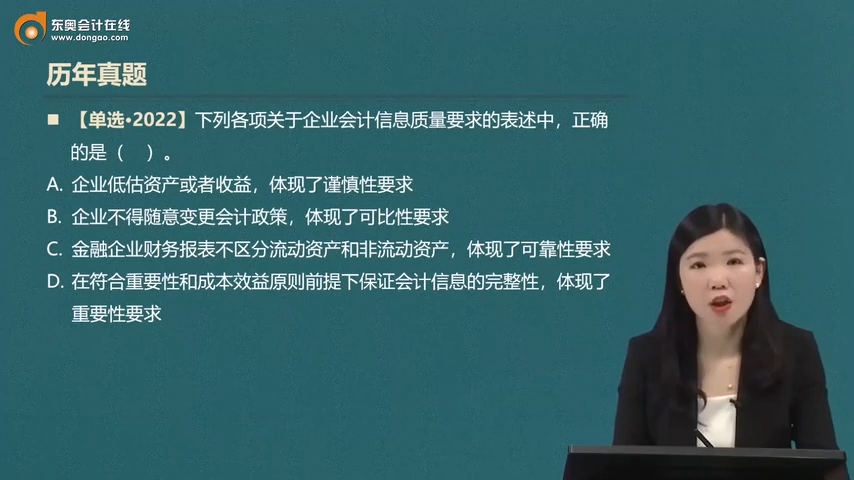 东奥会计在线
www.dongao.com
历年真题
■ 【单选·2022】下列各项关于企业会计信息质量要求的表述中，正确
的是（ ）。
A. 企业低估资产或者收益，体现了谨慎性要求
B. 企业不得随意变更会计政策，体现了可比性要求
C. 金融企业财务报表不区分流动资产和非流动资产，体现了可靠性要求
D. 在符合重要性和成本效益原则前提下保证会计信息的完整性，体现了
重要性要求